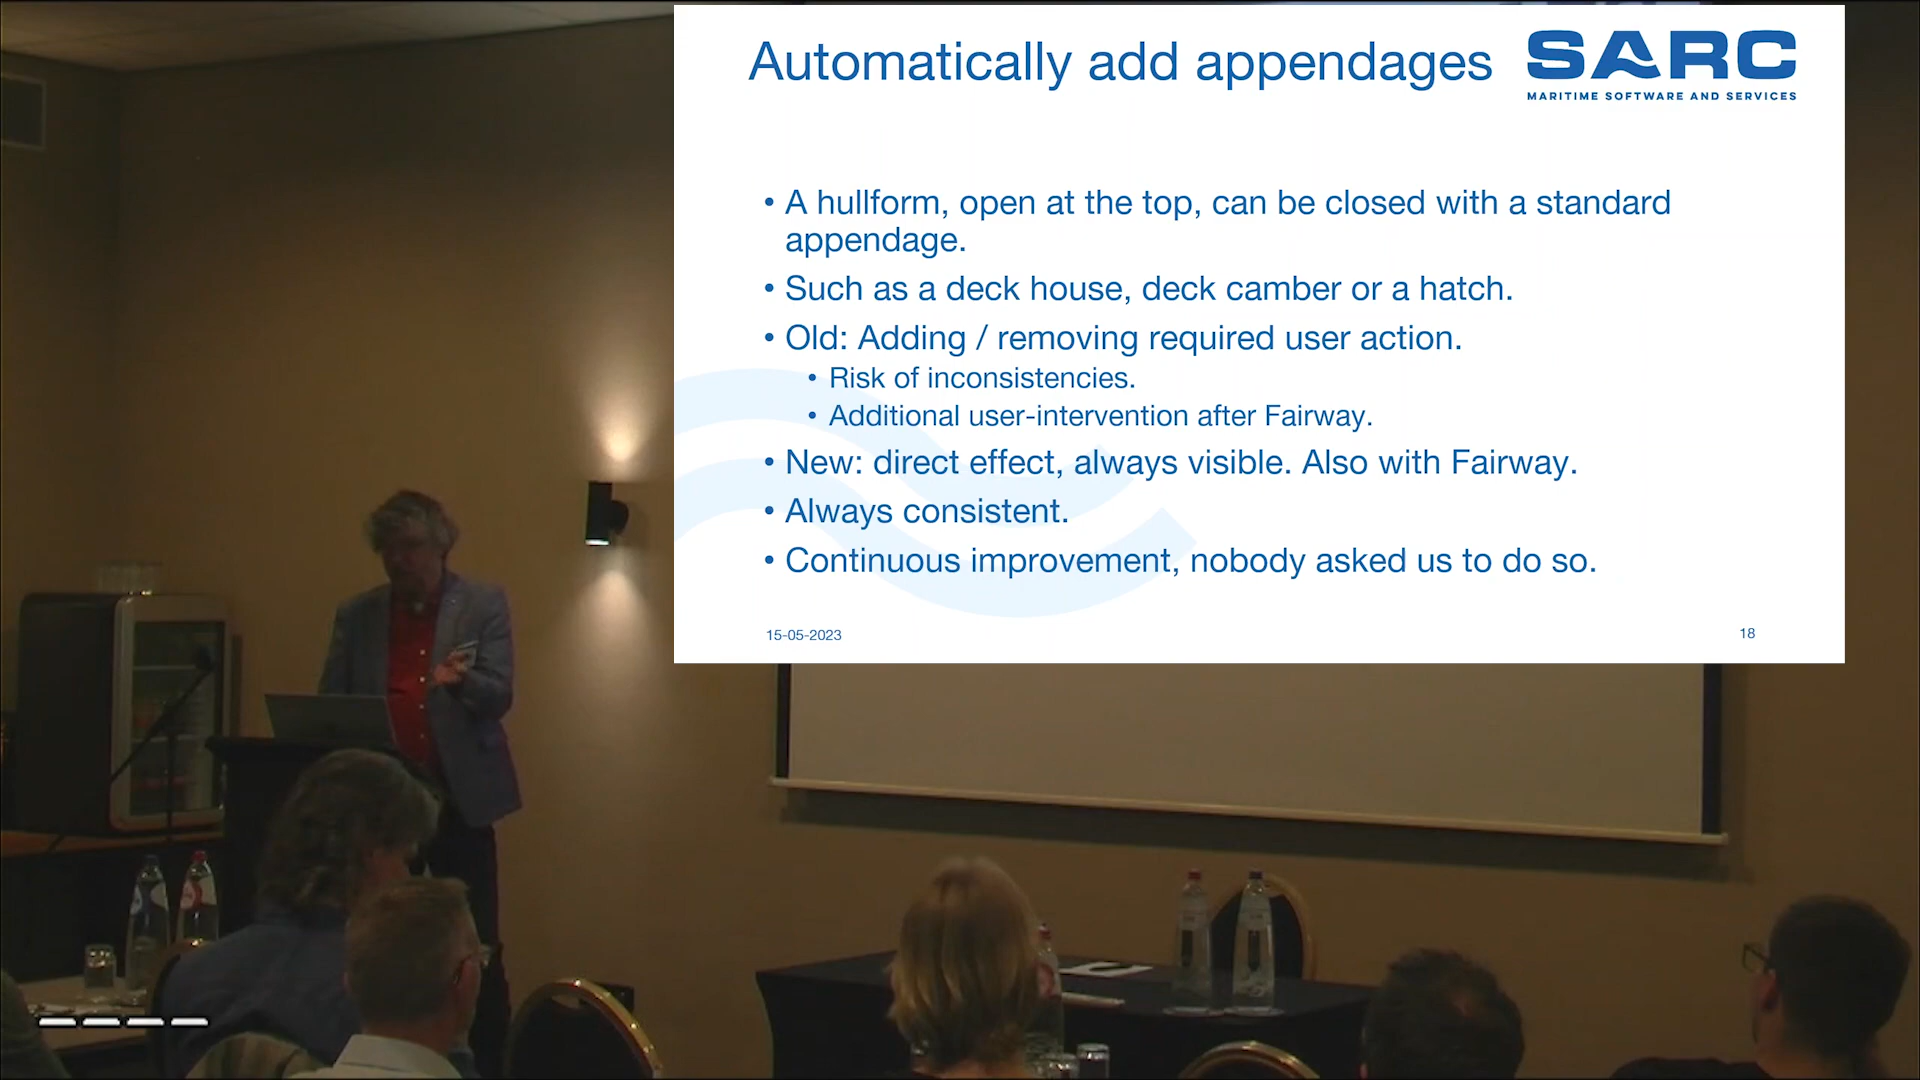 Automatically add appendages
SARC
MARITIME SOFTWARE AND SERVICES
• A hullform, open at the top, can be closed with a standard
appendage.
• Such as a deck house, deck camber or a hatch.
• Old: Adding / removing required user action.
• Risk of inconsistencies.
• Additional user-intervention after Fairway.
• New: direct effect, always visible. Also with Fairway.
• Always consistent.
• Continuous improvement, nobody asked us to do so.
15-05-2023
18